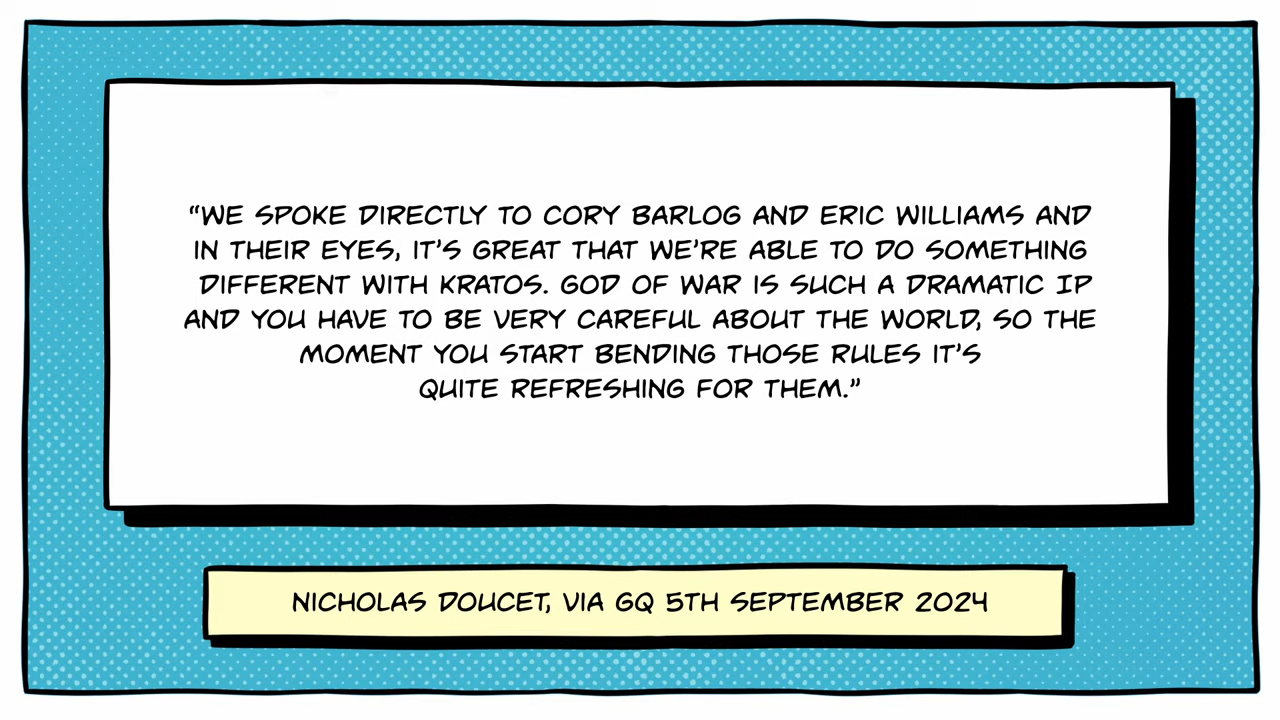 “WE SPOKE DIRECTLY TO CORY BARLOG AND ERIC WILLIAMS AND
IN THEIR EYES, IT’S GREAT THAT WE’RE ABLE TO DO SOMETHING
DIFFERENT WITH KRATOS. GOD OF WAR IS SUCH A DRAMATIC IP
AND YOU HAVE TO BE VERY CAREFUL ABOUT THE WORLD, SO THE
MOMENT YOU START BENDING THOSE RULES IT’S
QUITE REFRESHING FOR THEM.”
NICHOLAS DOUCET, VIA GQ 5TH SEPTEMBER 2024